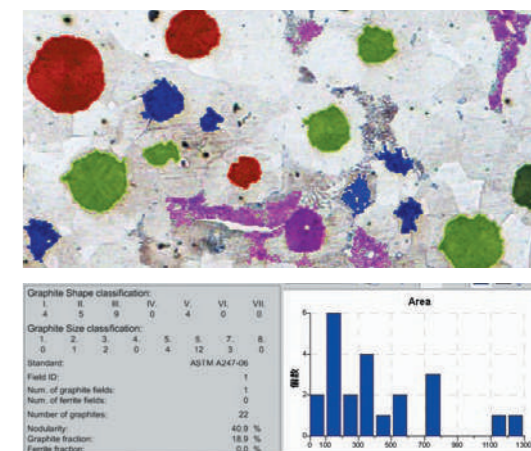 Graphite Shape classification:
I. II. III. IV. V. VI. VII.
4 5 9 0 4 0 0
Graphite Size classification:
1. 2. 3. 4. 5. 6. 7. 8.
0 1 2 0 4 12 3 0
Standard: ASTM A247-06
Field ID: 1
Num. of graphite fields: 1
Num. of ferrite fields: 0
Number of graphites: 22
Nodularity: 40.9 %
Graphite fraction: 18.9 %
Ferrite fraction: 0.0 %
Area
個数
6
4
2
0
0 100 300 500 700 900 1100 1300